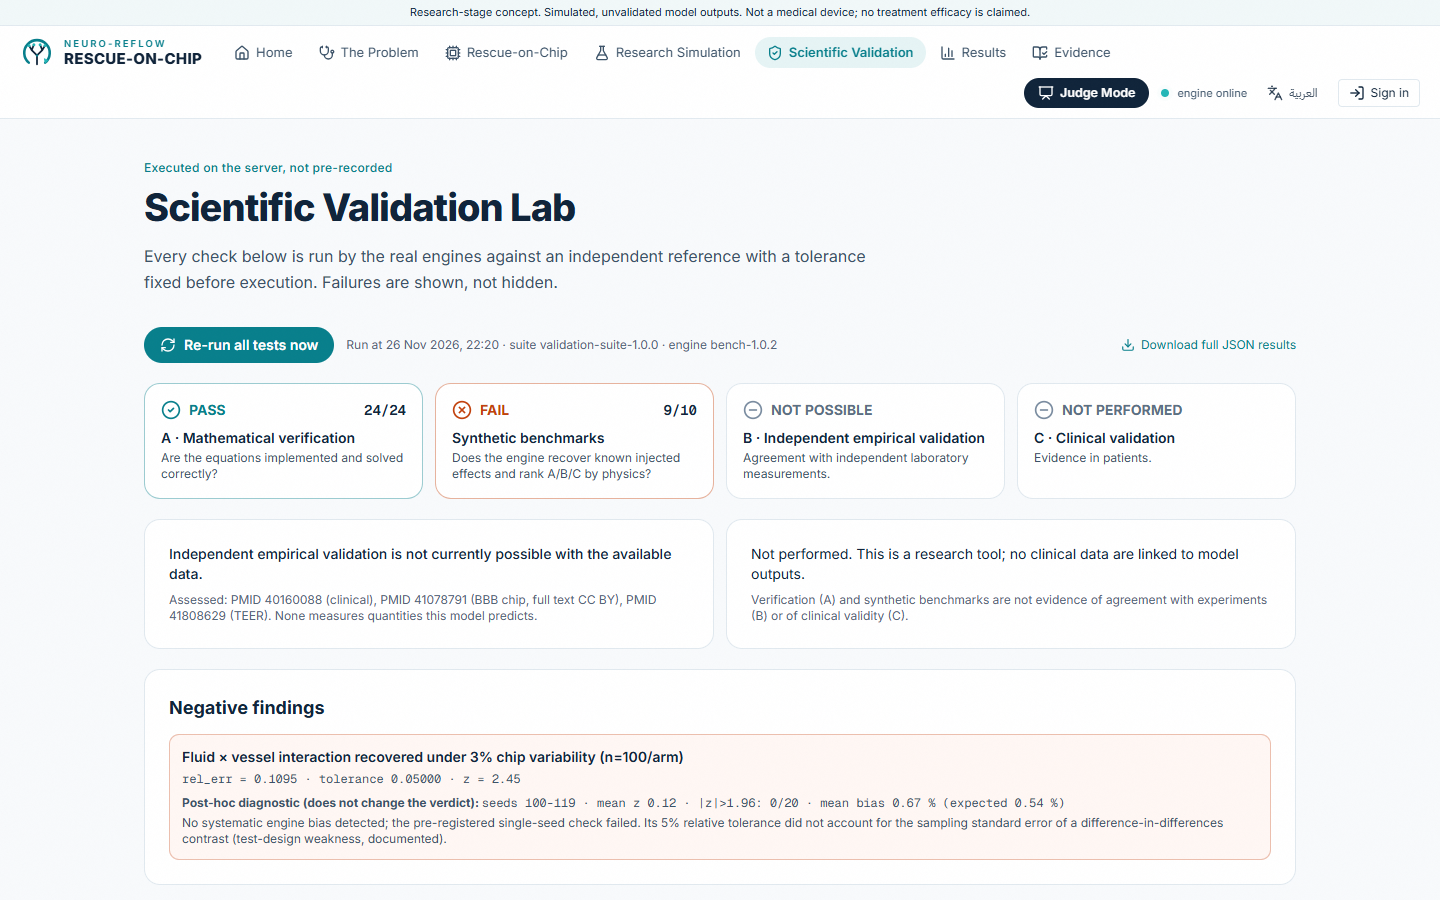 Research-stage concept. Simulated, unvalidated model outputs. Not a medical device; no treatment efficacy is claimed.
NEURO-REFLOW
RESCUE-ON-CHIP
Home
The Problem
Rescue-on-Chip
Research Simulation
Scientific Validation
Results
Evidence
Judge Mode
engine online
العربية
Sign in
Executed on the server, not pre-recorded
Scientific Validation Lab
Every check below is run by the real engines against an independent reference with a tolerance
fixed before execution. Failures are shown, not hidden.
Re-run all tests now
Run at 26 Nov 2026, 22:20 · suite validation-suite-1.0.0 · engine bench-1.0.2
Download full JSON results
PASS 24/24
A · Mathematical verification
Are the equations implemented and solved
correctly?
FAIL 9/10
Synthetic benchmarks
Does the engine recover known injected
effects and rank A/B/C by physics?
NOT POSSIBLE
B · Independent empirical validation
Agreement with independent laboratory
measurements.
NOT PERFORMED
C · Clinical validation
Evidence in patients.
Independent empirical validation is not currently possible with the available
data.
Assessed: PMID 40160088 (clinical), PMID 41078791 (BBB chip, full text CC BY), PMID
41808629 (TEER). None measures quantities this model predicts.
Not performed. This is a research tool; no clinical data are linked to model
outputs.
Verification (A) and synthetic benchmarks are not evidence of agreement with experiments
(B) or of clinical validity (C).
Negative findings
Fluid × vessel interaction recovered under 3% chip variability (n=100/arm)
rel_err = 0.1095 · tolerance 0.05000 · z = 2.45
Post-hoc diagnostic (does not change the verdict): seeds 100–119 · mean z 0.12 · |z|>1.96: 0/20 · mean bias 0.67 % (expected 0.54 %)
No systematic engine bias detected; the pre-registered single-seed check failed. Its 5% relative tolerance did not account for the sampling standard error of a difference-in-differences
contrast (test-design weakness, documented).